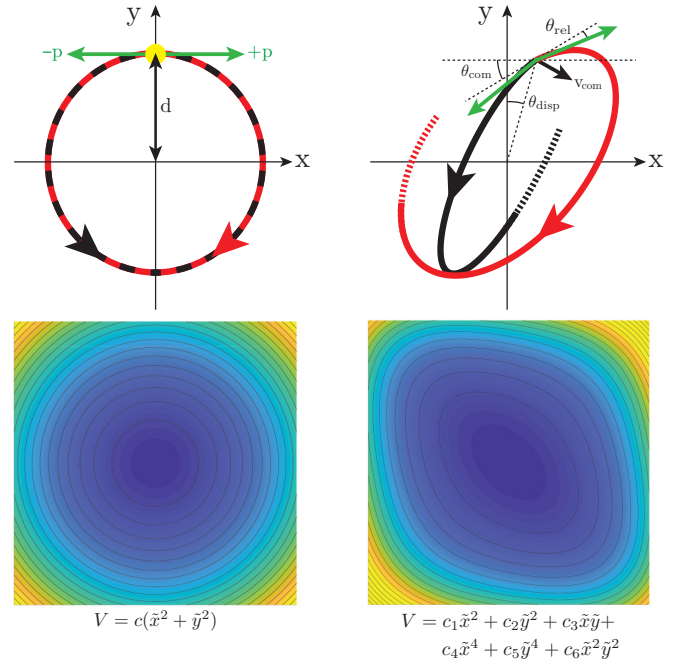 y
−p
+p
d
x
y
θrel
θcom
vcom
θdisp
x
V = c(x̃² + ỹ²)
V = c₁x̃² + c₂ỹ² + c₃x̃ỹ+
c₄x̃⁴ + c₅ỹ⁴ + c₆x̃²ỹ²